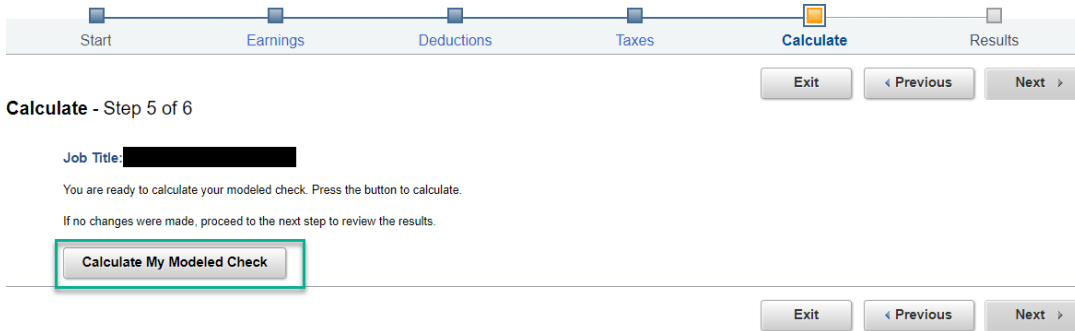 Start Earnings Deductions Taxes Calculate Results
Exit Previous Next
Calculate - Step 5 of 6
Job Title:
You are ready to calculate your modeled check. Press the button to calculate.
If no changes were made, proceed to the next step to review the results.
Calculate My Modeled Check
Exit Previous Next